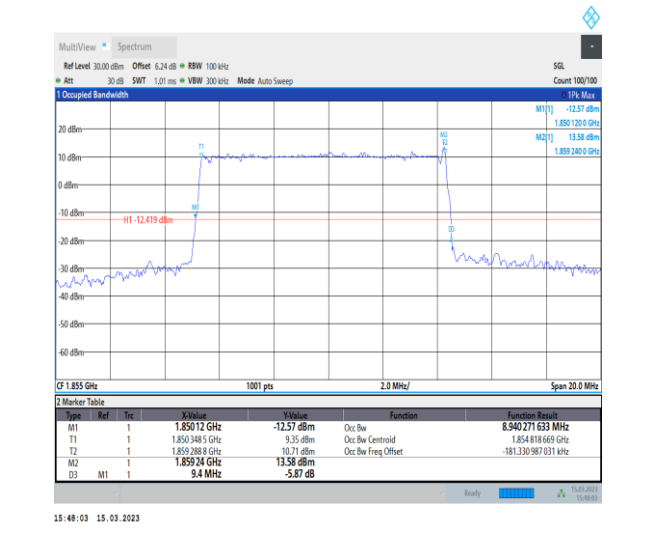 MultiView Spectrum
Ref Level 30.00 dBm Offset 6.24 dB RBW 100 kHz SGL
Att 30 dB SWT 1.01 ms VBW 300 kHz Mode Auto Sweep Count 100/100
1 Occupied Bandwidth 1Pk Max
M1[1] -12.57 dBm
1.850 120 0 GHz
M2[1] 13.58 dBm
1.859 240 0 GHz
20 dBm
M2
T2
T1
10 dBm
0 dBm
M1
-10 dBm
H1 -12.419 dBm
D3
-20 dBm
-30 dBm
-40 dBm
-50 dBm
-60 dBm
CF 1.855 GHz 1001 pts 2.0 MHz/ Span 20.0 MHz
2 Marker Table
Type Ref Trc X-Value Y-Value Function Function Result
M1 1 1.85012 GHz -12.57 dBm Occ Bw 8.940 271 633 MHz
T1 1 1.850 348 5 GHz 9.35 dBm Occ Bw Centroid 1.854 818 669 GHz
T2 1 1.859 288 8 GHz 10.71 dBm Occ Bw Freq Offset -181.330 987 031 kHz
M2 1 1.85924 GHz 13.58 dBm
D3 M1 1 9.4 MHz -5.87 dB
Ready 15.03.2023
15:48:03
15:48:03 15.03.2023